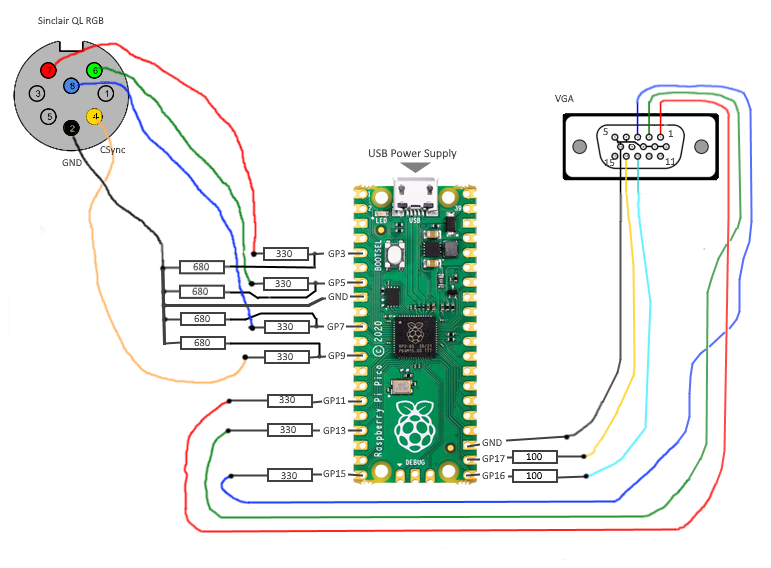 Sinclair QL RGB
7
6
8
3
1
5
4
2
CSync
GND
USB Power Supply
VGA
5
1
15
11
2
39
LED
USB
BOOTSEL
330
GP3
680
330
GP5
680
GND
680
330
GP7
680
330
GP9
330
GP11
330
GP13
330
GP15
Raspberry Pi Pico © 2020
DEBUG
GND
GP17
100
GP16
100